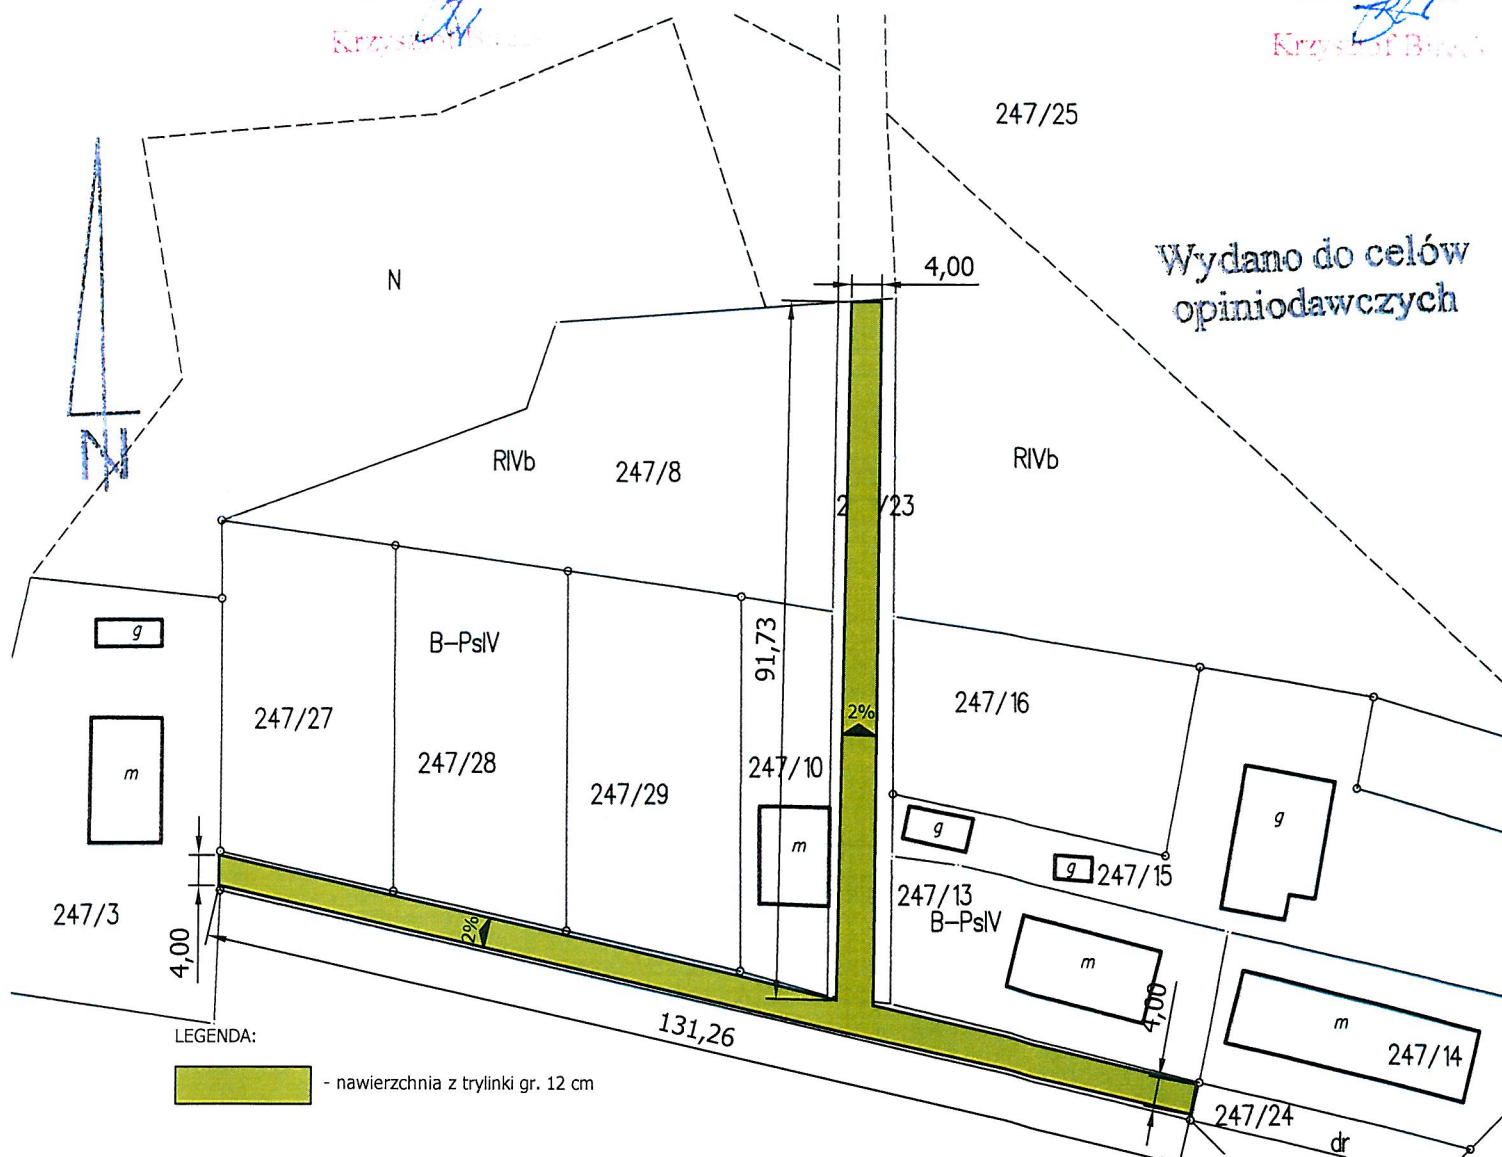 247/25
Wydano do celów
opiniodawczych
4,00
N
N
RIVb
247/8
RIVb
/23
g
B-PsIV
91,73
247/27
247/28
247/29
247/10
2%
247/16
m
m
g
g
g
247/15
247/13
B-PsIV
247/3
4,00
2%
m
4,00
m
247/14
131,26
LEGENDA:
- nawierzchnia z trylinki gr. 12 cm
247/24
dr